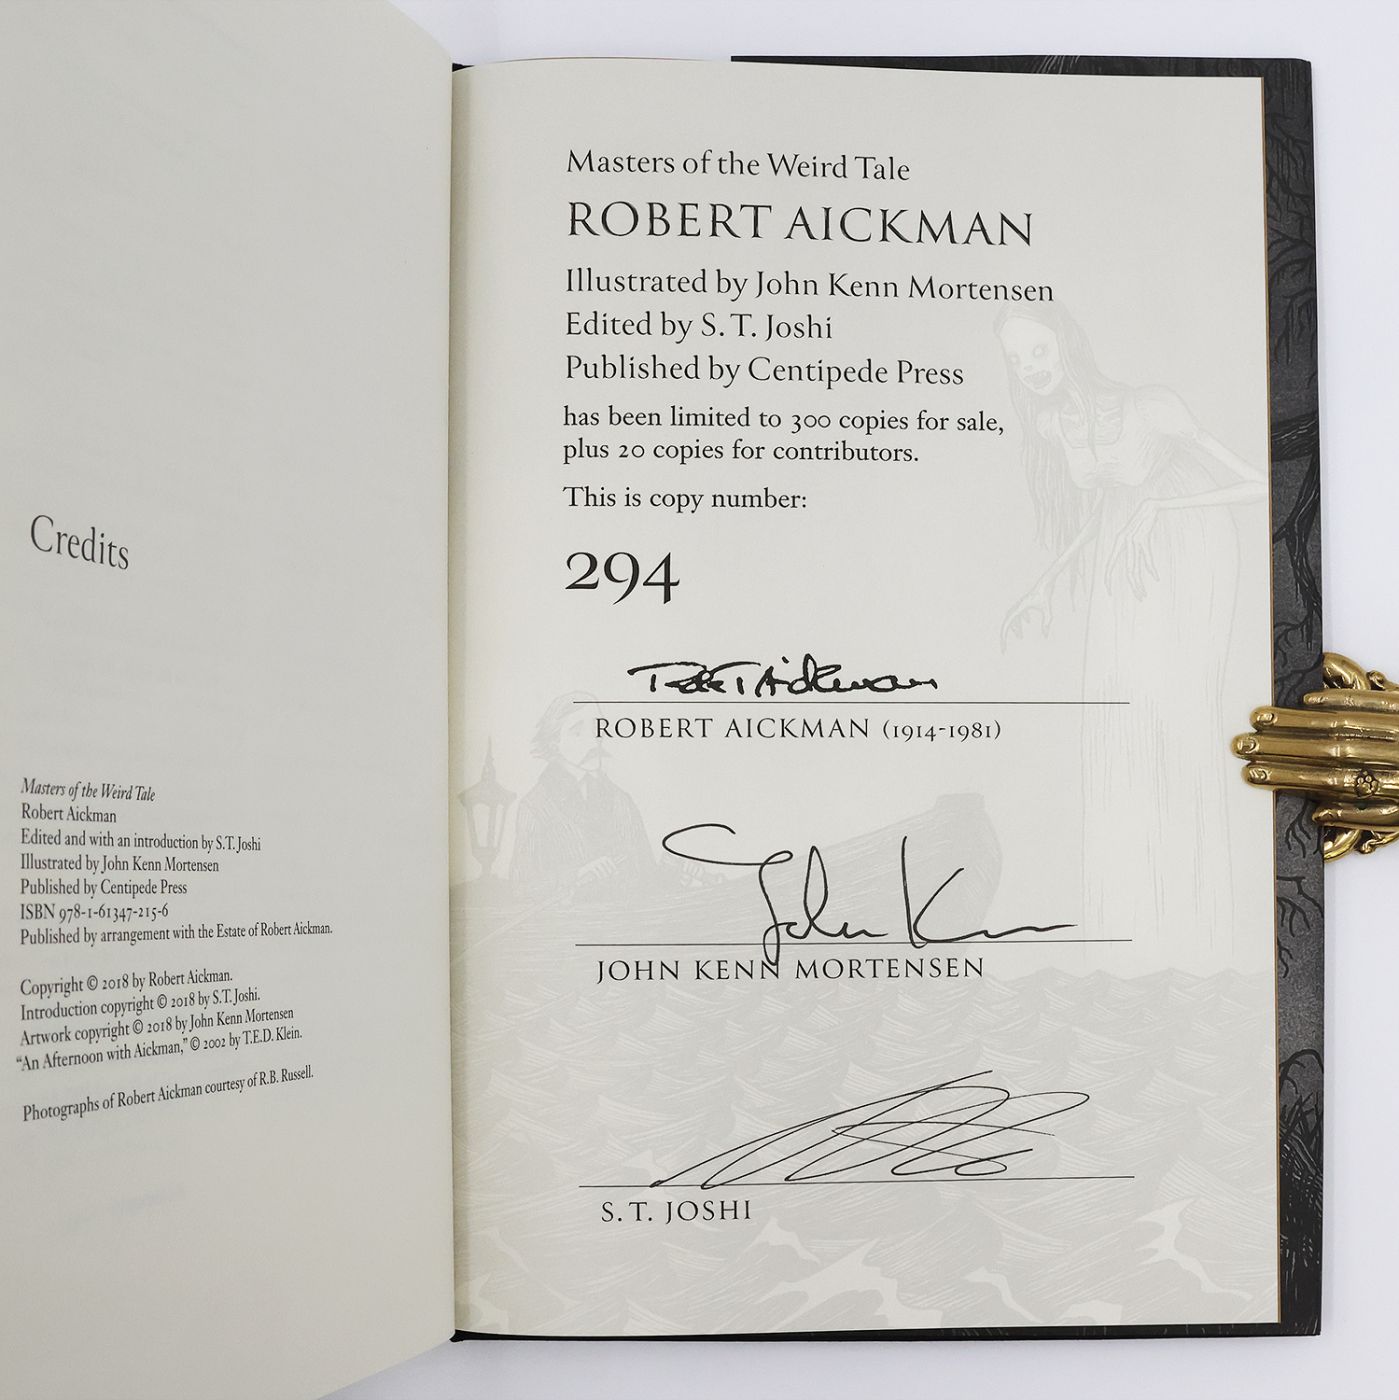 Credits
Masters of the Weird Tale
Robert Aickman
Edited and with an introduction by S.T. Joshi
Illustrated by John Kenn Mortensen
Published by Centipede Press
ISBN 978-1-61347-215-6
Published by arrangement with the Estate of Robert Aickman.
Copyright © 2018 by Robert Aickman.
Introduction copyright © 2018 by S.T. Joshi.
Artwork copyright © 2018 by John Kenn Mortensen
“An Afternoon with Aickman,” © 2002 by T.E.D. Klein.
Photographs of Robert Aickman courtesy of R.B. Russell.
Masters of the Weird Tale
ROBERT AICKMAN
Illustrated by John Kenn Mortensen
Edited by S. T. Joshi
Published by Centipede Press
has been limited to 300 copies for sale,
plus 20 copies for contributors.
This is copy number:
294
Robert Aickman
ROBERT AICKMAN (1914-1981)
John K
JOHN KENN MORTENSEN
S. T. JOSHI